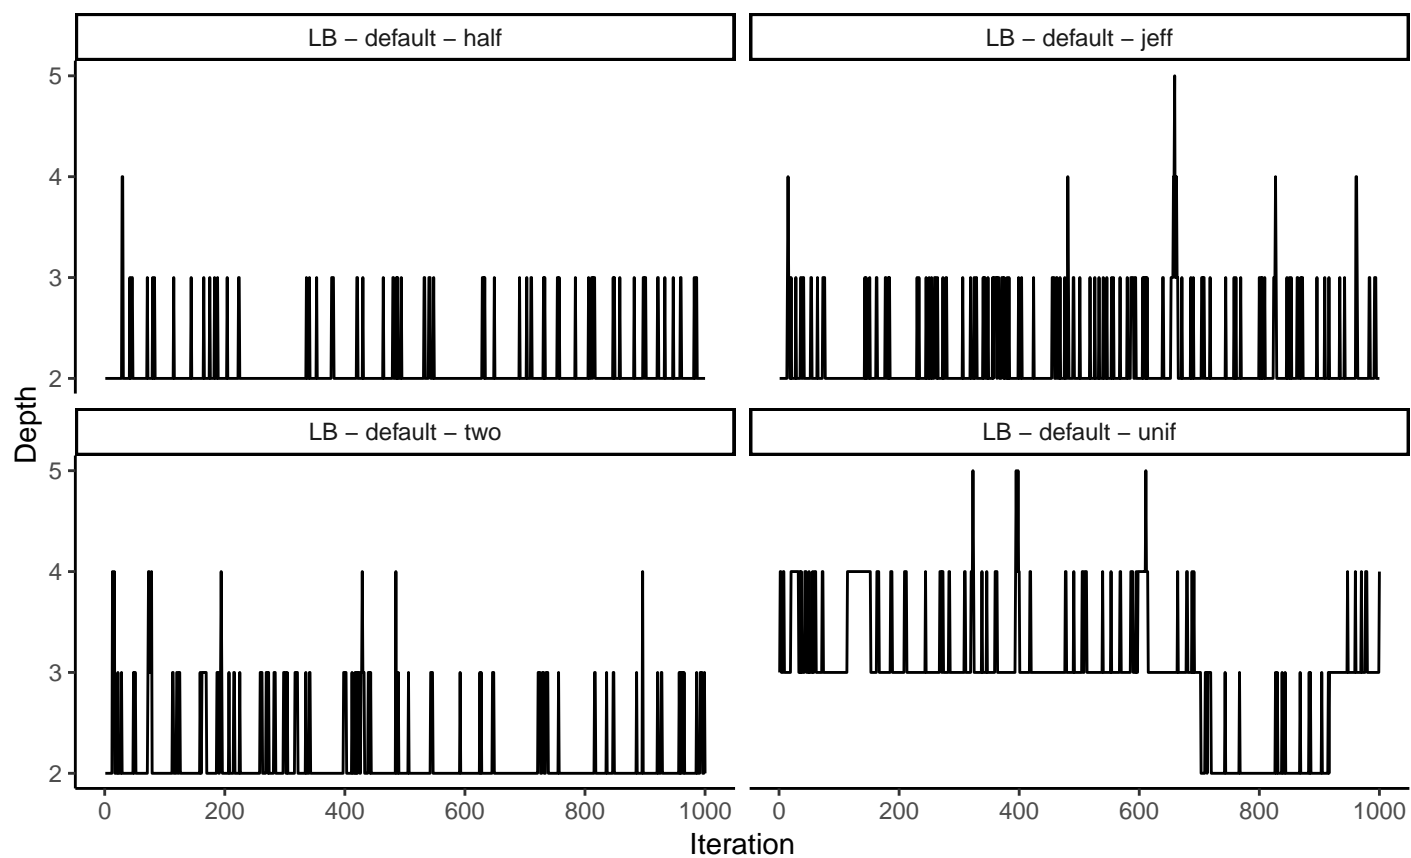 LB – default – half
LB – default – jeff
5
4
3
2
LB – default – two
LB – default – unif
Depth
5
4
3
2
0 200 400 600 800 1000 0 200 400 600 800 1000
Iteration